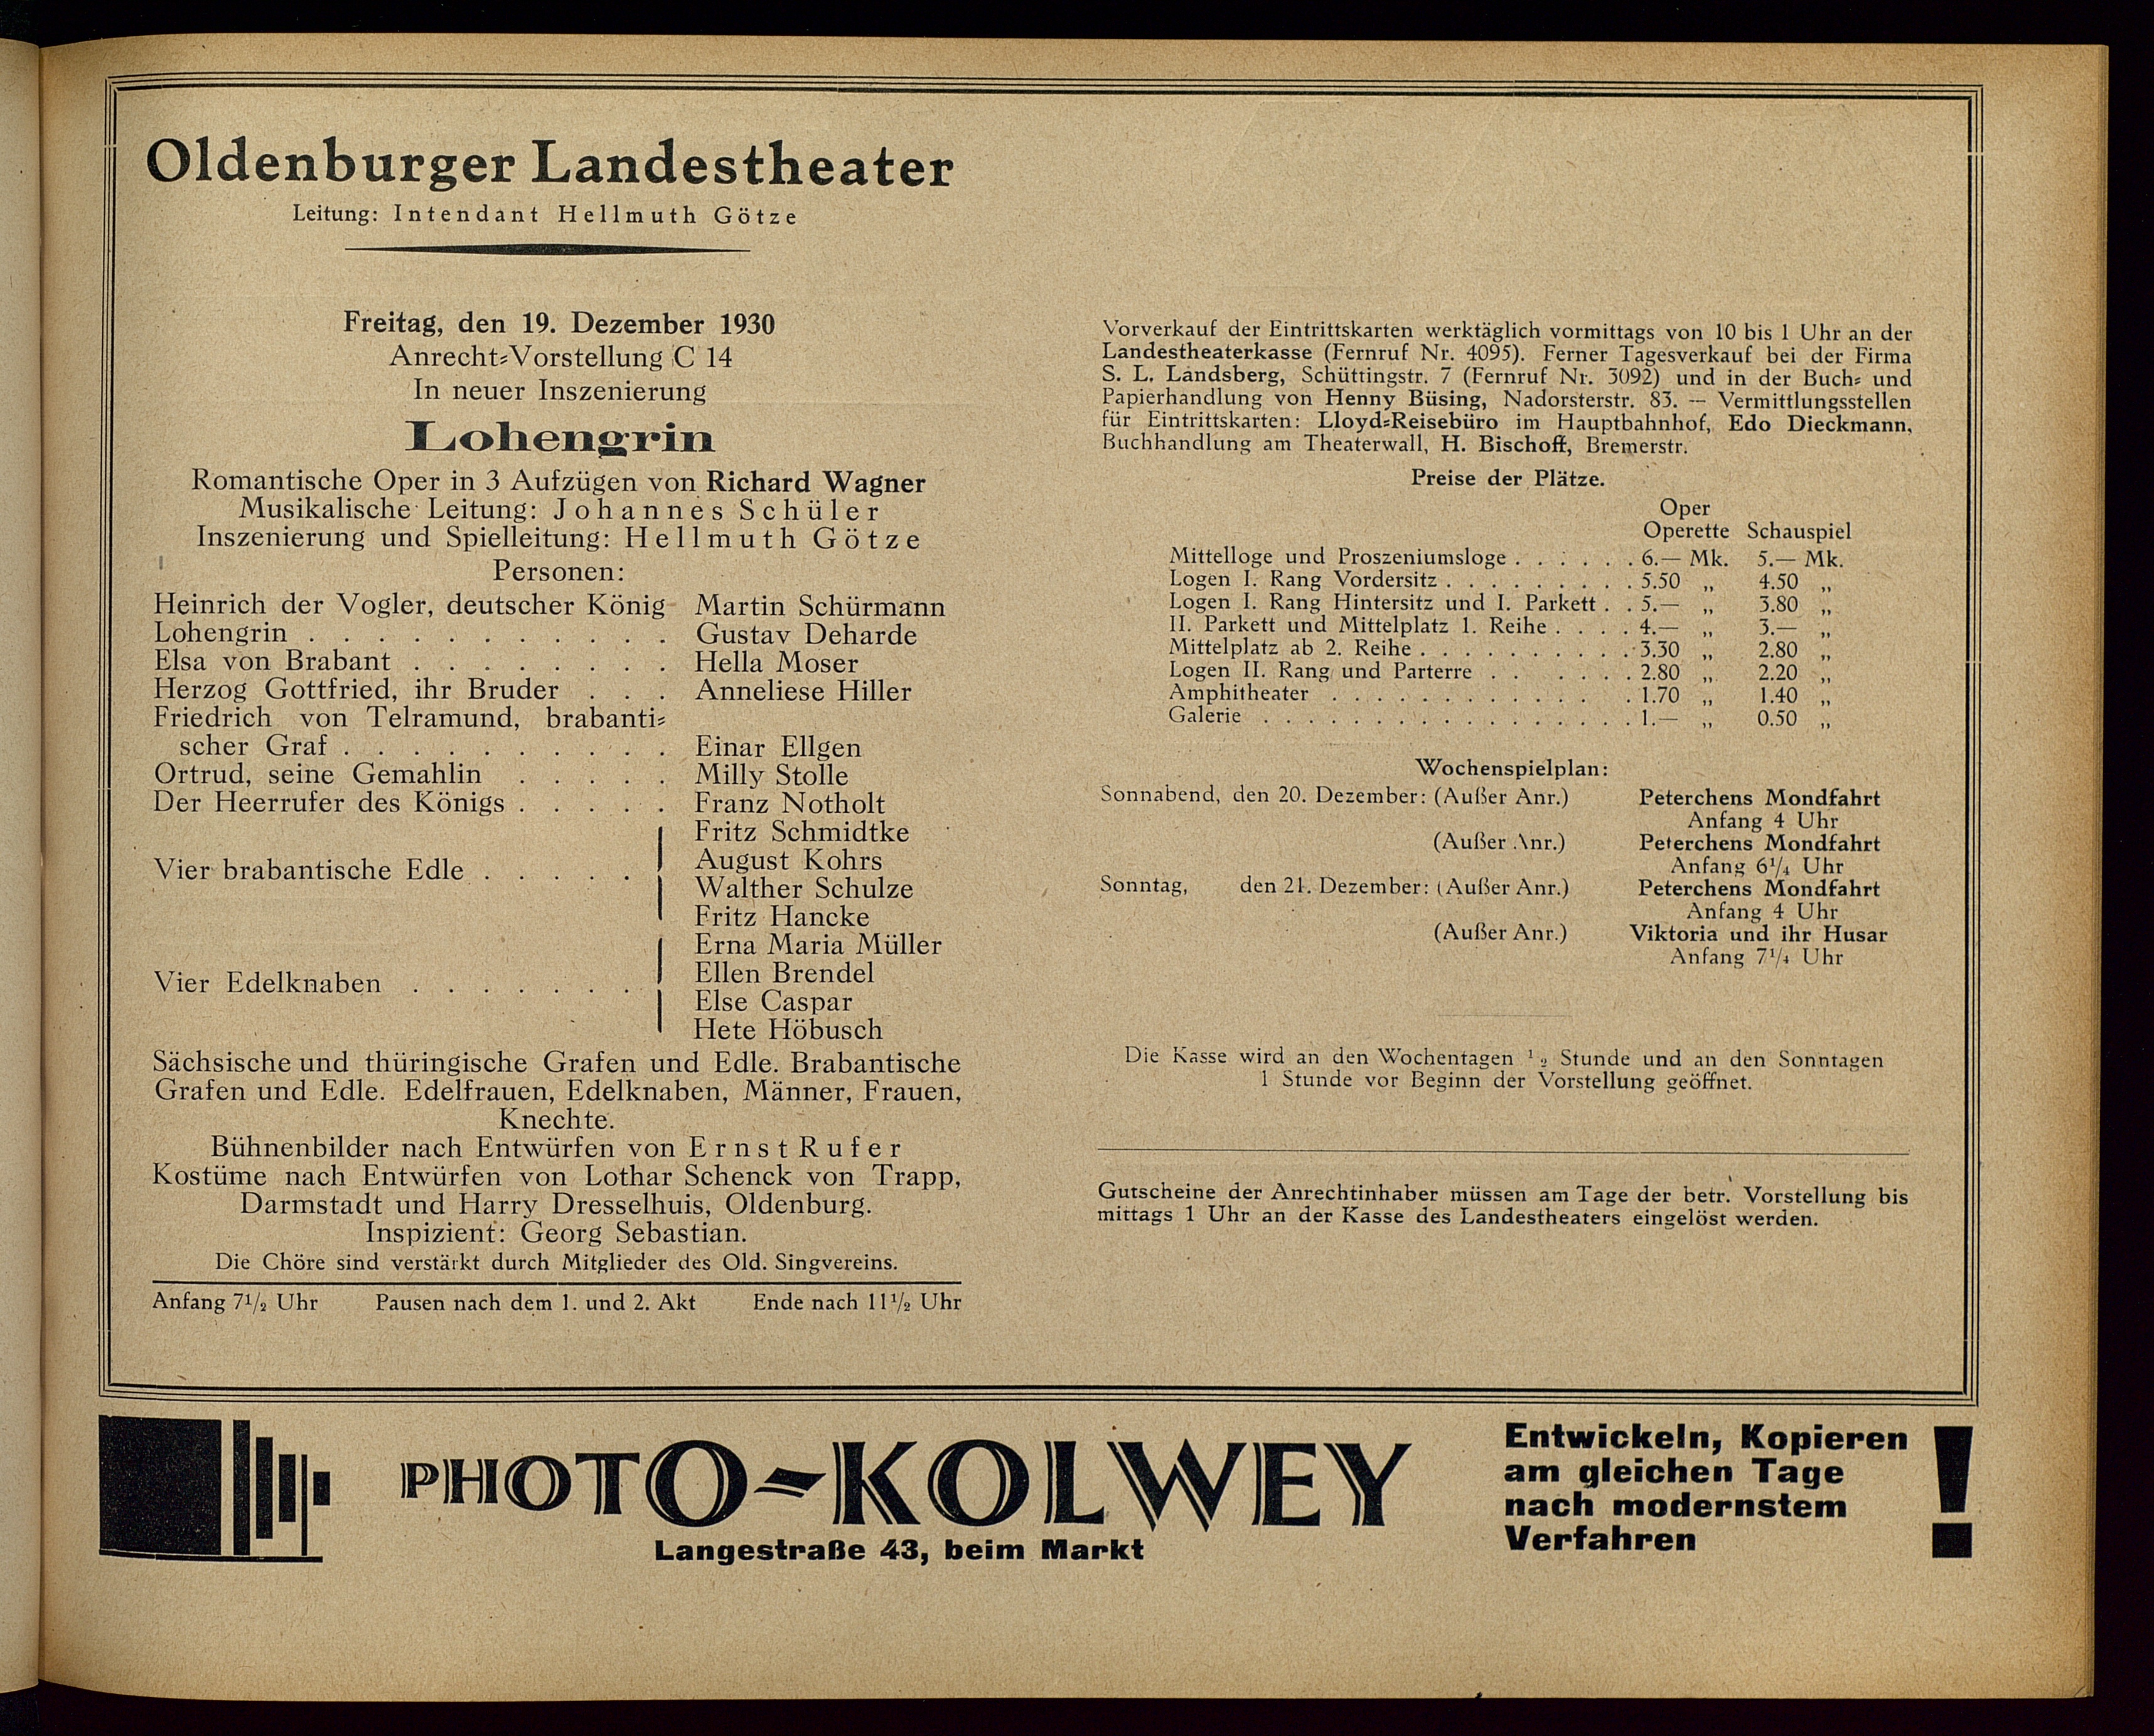 Oldenburger Landestheater
Leitung: Intendant Hellmuth Götze
Freitag, den 19. Dezember 1930
Anrecht-Vorstellung C 14
In neuer Inszenierung
Lohengrin
Romantische Oper in 3 Aufzügen von Richard Wagner
Musikalische Leitung: Johannes Schüler
Inszenierung und Spielleitung: Hellmuth Götze
Personen:
Heinrich der Vogler, deutscher König Martin Schürmann
Lohengrin . . . . . . . . . . . . Gustav Deharde
Elsa von Brabant . . . . . . . . Hella Moser
Herzog Gottfried, ihr Bruder . . . Anneliese Hiller
Friedrich von Telramund, brabanti-
scher Graf . . . . . . . . . . Einar Ellgen
Ortrud, seine Gemahlin . . . . . Milly Stolle
Der Heerrufer des Königs . . . . . Franz Notholt
Fritz Schmidtke
August Kohrs
Vier brabantische Edle . . . . .
Walther Schulze
Fritz Hancke
Erna Maria Müller
Ellen Brendel
Vier Edelknaben . . . . . . .
Else Caspar
Hete Höbusch
Sächsische und thüringische Grafen und Edle. Brabantische
Grafen und Edle. Edelfrauen, Edelknaben, Männer, Frauen,
Knechte.
Bühnenbilder nach Entwürfen von Ernst Rufer
Kostüme nach Entwürfen von Lothar Schenck von Trapp,
Darmstadt und Harry Dresselhuis, Oldenburg.
Inspizient: Georg Sebastian.
Die Chöre sind verstärkt durch Mitglieder des Old. Singvereins.
Anfang 7½ Uhr Pausen nach dem 1. und 2. Akt Ende nach 11½ Uhr
Vorverkauf der Eintrittskarten werktäglich vormittags von 10 bis 1 Uhr an der
Landestheaterkasse (Fernruf Nr. 4095). Ferner Tagesverkauf bei der Firma
S. L. Landsberg, Schüttingstr. 7 (Fernruf Nr. 3092) und in der Buch- und
Papierhandlung von Henny Büsing, Nadorsterstr. 83. — Vermittlungsstellen
für Eintrittskarten: Lloyd-Reisebüro im Hauptbahnhof, Edo Dieckmann,
Buchhandlung am Theaterwall, H. Bischoff, Bremerstr.
Preise der Plätze.
Oper
Operette Schauspiel
Mittelloge und Proszeniumsloge . . . . . . 6.— Mk. 5.— Mk.
Logen I. Rang Vordersitz . . . . . . . . . 5.50 „ 4.50 „
Logen I. Rang Hintersitz und I. Parkett . . 5.— „ 3.80 „
II. Parkett und Mittelplatz 1. Reihe . . . . 4.— „ 3.— „
Mittelplatz ab 2. Reihe . . . . . . . . . . 3.30 „ 2.80 „
Logen II. Rang und Parterre . . . . . . . 2.80 „ 2.20 „
Amphitheater . . . . . . . . . . . . . 1.70 „ 1.40 „
Galerie . . . . . . . . . . . . . . . . . 1.— „ 0.50 „
Wochenspielplan:
Sonnabend, den 20. Dezember: (Außer Anr.) Peterchens Mondfahrt
Anfang 4 Uhr
(Außer Anr.) Peterchens Mondfahrt
Anfang 6¼ Uhr
Sonntag, den 21. Dezember: (Außer Anr.) Peterchens Mondfahrt
Anfang 4 Uhr
(Außer Anr.) Viktoria und ihr Husar
Anfang 7¼ Uhr
Die Kasse wird an den Wochentagen ½ Stunde und an den Sonntagen
1 Stunde vor Beginn der Vorstellung geöffnet.
Gutscheine der Anrechtinhaber müssen am Tage der betr. Vorstellung bis
mittags 1 Uhr an der Kasse des Landestheaters eingelöst werden.
PHOTO-KOLWEY
Langestraße 43, beim Markt
Entwickeln, Kopieren
am gleichen Tage
nach modernstem
Verfahren
!